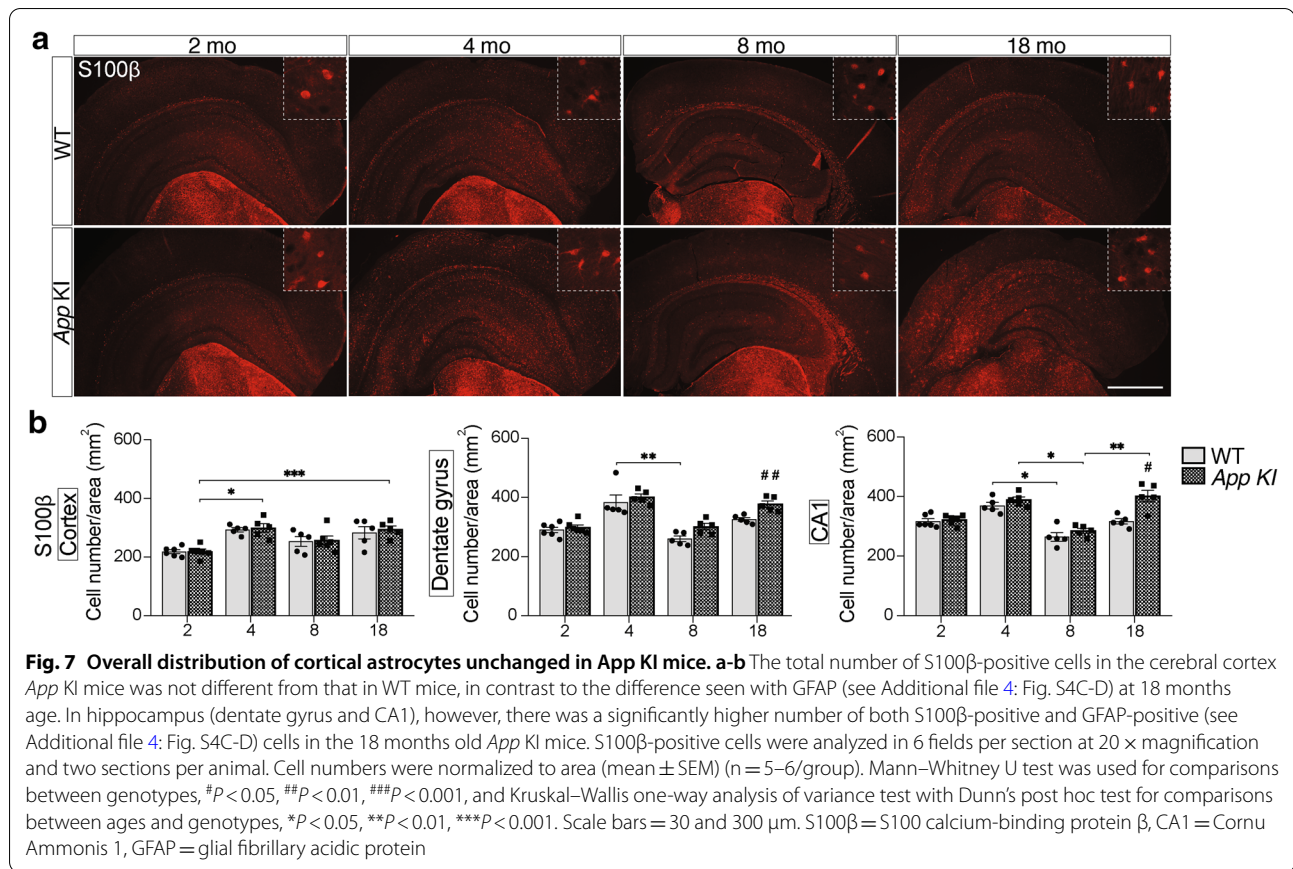 a
2 mo 4 mo 8 mo 18 mo
S100β
WT
App KI
b
S100β
Cortex
Cell number/area (mm²)
600
400
200
0
*
***
2 4 8 18
Dentate gyrus
Cell number/area (mm²)
600
400
200
0
**
##
2 4 8 18
CA1
Cell number/area (mm²)
600
400
200
0
*
*
**
#
2 4 8 18
WT
App KI
Fig. 7 Overall distribution of cortical astrocytes unchanged in App KI mice. a-b The total number of S100β-positive cells in the cerebral cortex
App KI mice was not different from that in WT mice, in contrast to the difference seen with GFAP (see Additional file 4: Fig. S4C-D) at 18 months
age. In hippocampus (dentate gyrus and CA1), however, there was a significantly higher number of both S100β-positive and GFAP-positive (see
Additional file 4: Fig. S4C-D) cells in the 18 months old App KI mice. S100β-positive cells were analyzed in 6 fields per section at 20 × magnification
and two sections per animal. Cell numbers were normalized to area (mean ± SEM) (n = 5–6/group). Mann–Whitney U test was used for comparisons
between genotypes, #P < 0.05, ##P < 0.01, ###P < 0.001, and Kruskal–Wallis one-way analysis of variance test with Dunn's post hoc test for comparisons
between ages and genotypes, *P < 0.05, **P < 0.01, ***P < 0.001. Scale bars = 30 and 300 µm. S100β = S100 calcium-binding protein β, CA1 = Cornu
Ammonis 1, GFAP = glial fibrillary acidic protein